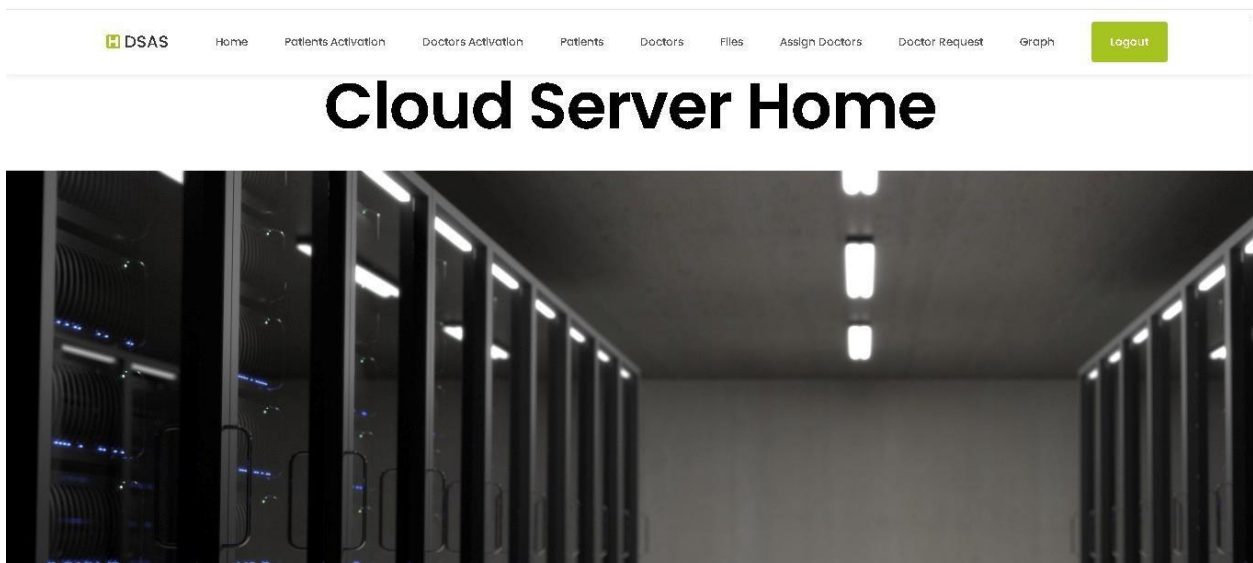 H DSAS Home Patients Activation Doctors Activation Patients Doctors Files Assign Doctors Doctor Request Graph Logout
Cloud Server Home